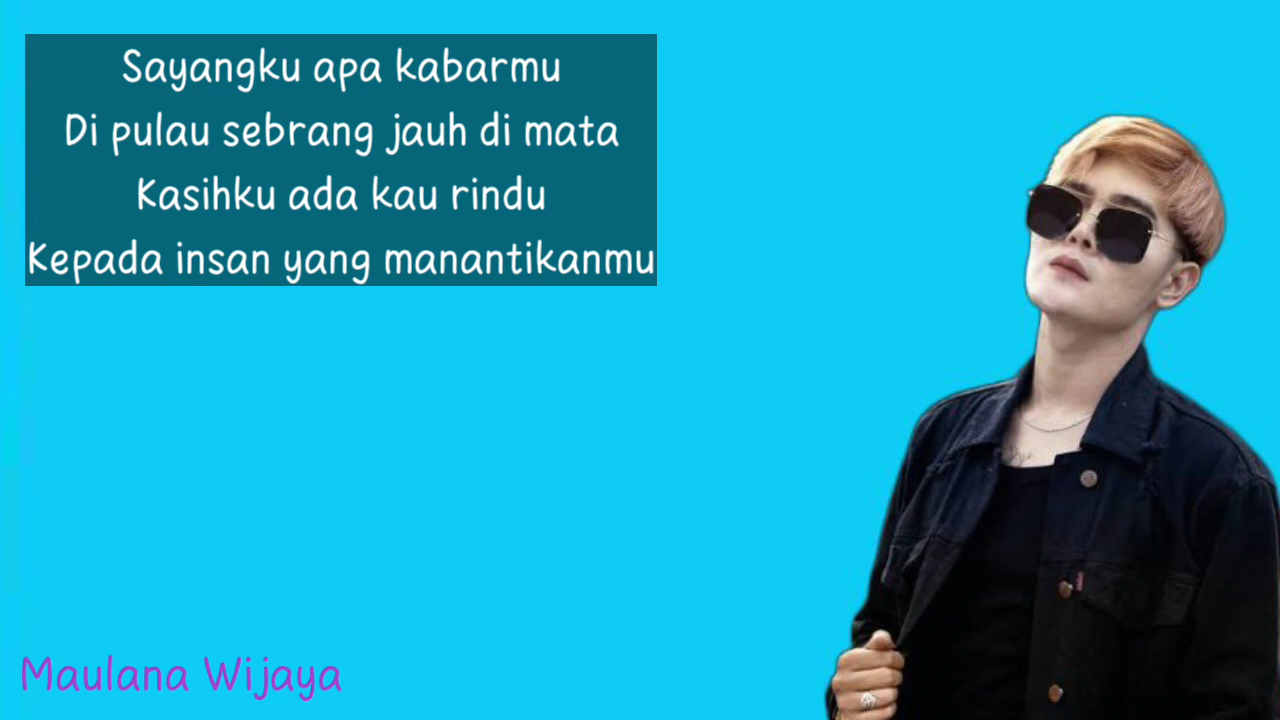 Sayangku apa kabarmu
Di pulau sebrang jauh di mata
Kasihku ada kau rindu
Kepada insan yang manantikanmu
Maulana Wijaya